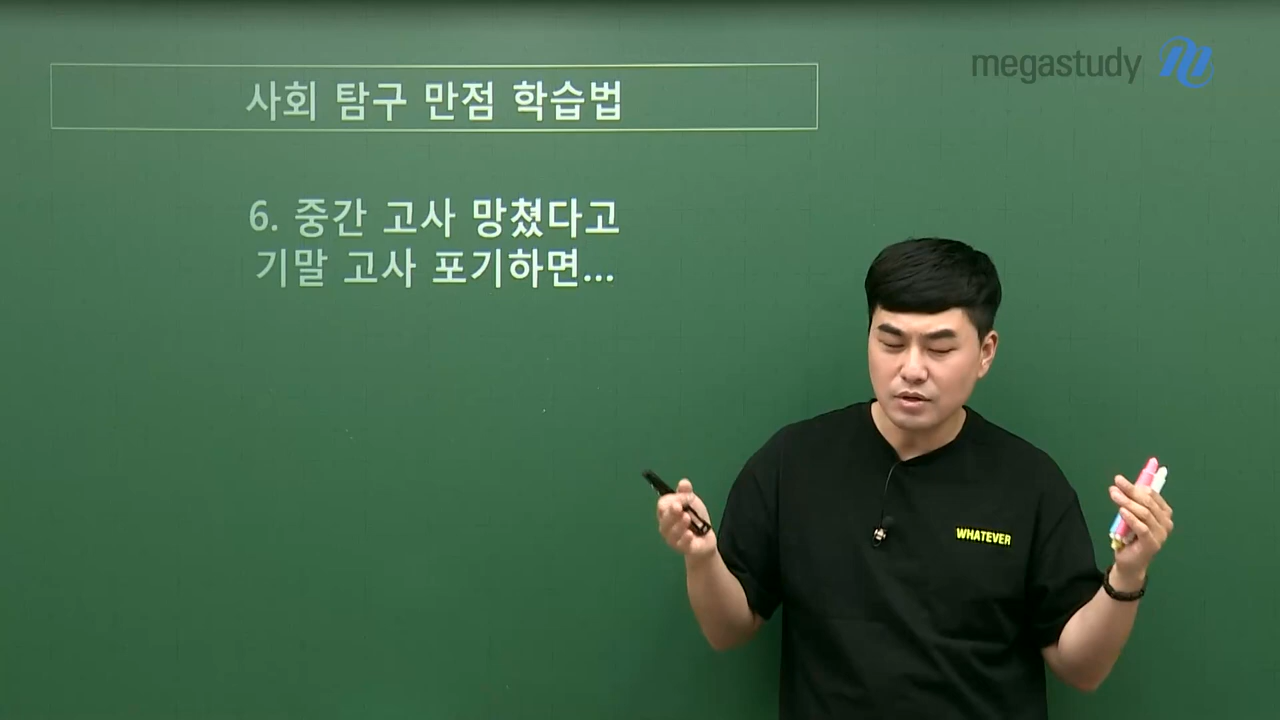 megastudy
사회 탐구 만점 학습법
6. 중간 고사 망쳤다고
기말 고사 포기하면...
WHATEVER